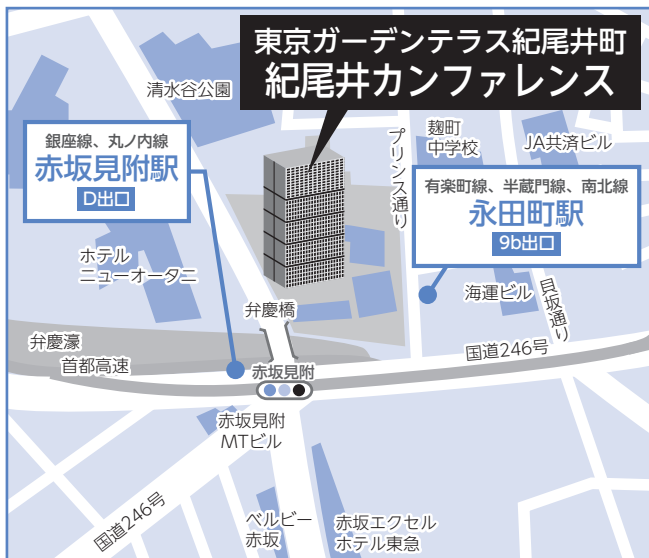 東京ガーデンテラス紀尾井町
紀尾井カンファレンス
清水谷公園
銀座線、丸ノ内線
赤坂見附駅
D出口
プリンス通り
麹町
中学校
JA共済ビル
有楽町線、半蔵門線、南北線
永田町駅
9b出口
ホテル
ニューオータニ
海運ビル
貝坂通り
弁慶橋
弁慶濠
首都高速
国道246号
赤坂見附
赤坂見附
MTビル
国道246号
ベルビー
赤坂
赤坂エクセル
ホテル東急